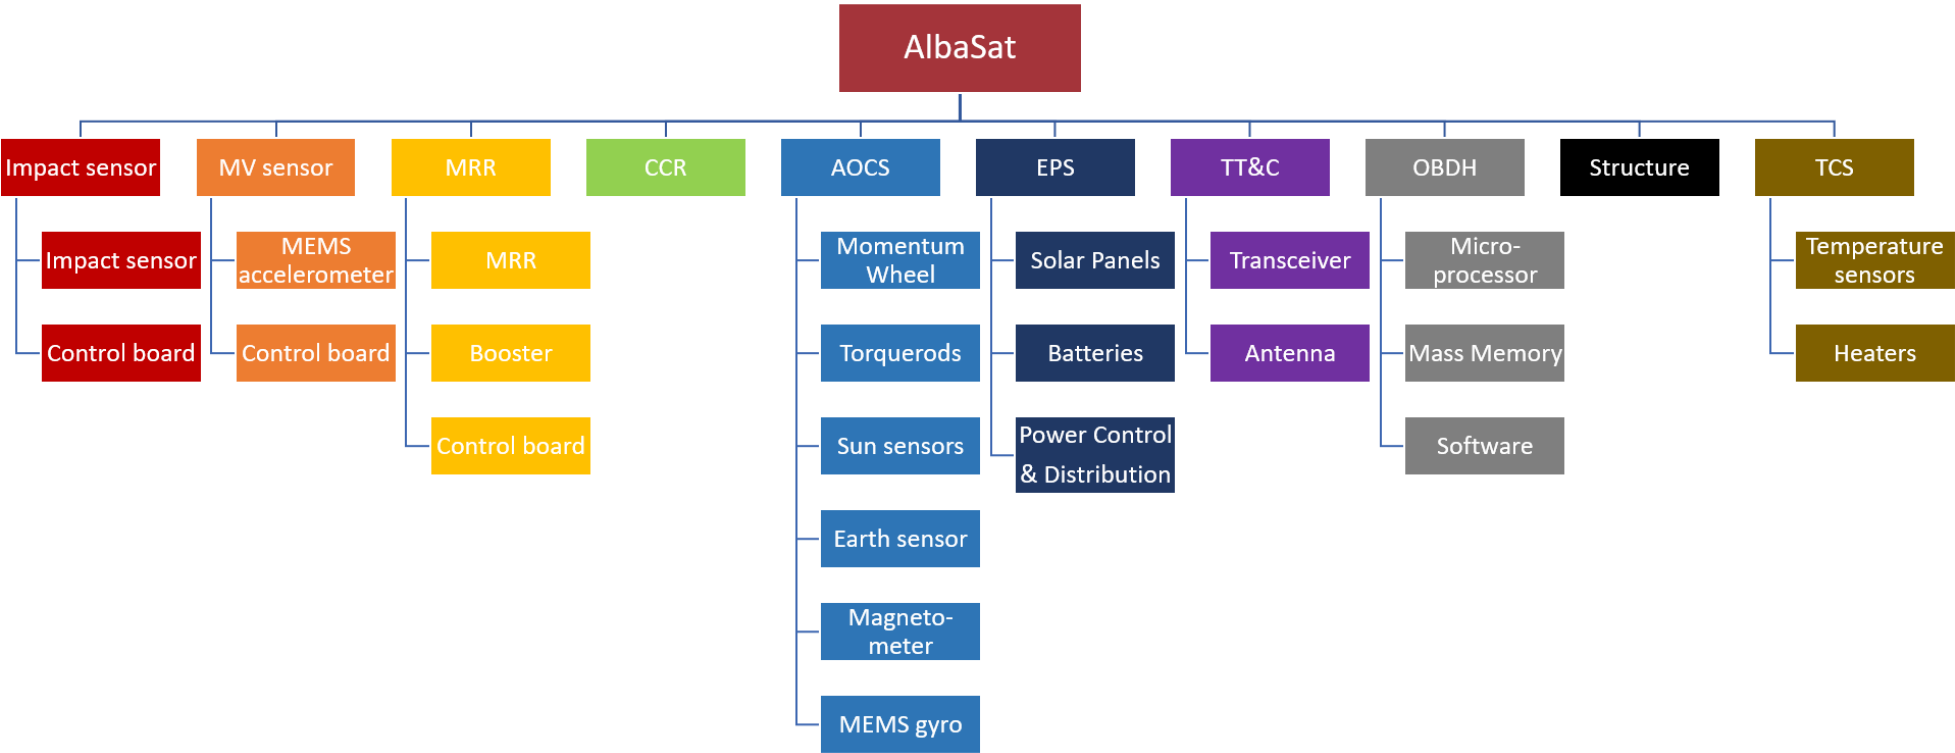 AlbaSat
Impact sensor
MV sensor
MRR
CCR
AOCS
EPS
TT&C
OBDH
Structure
TCS
Impact sensor
Control board
MEMS
accelerometer
Control board
MRR
Booster
Control board
Momentum
Wheel
Torquerods
Sun sensors
Earth sensor
Magneto-
meter
MEMS gyro
Solar Panels
Batteries
Power Control
& Distribution
Transceiver
Antenna
Micro-
processor
Mass Memory
Software
Temperature
sensors
Heaters